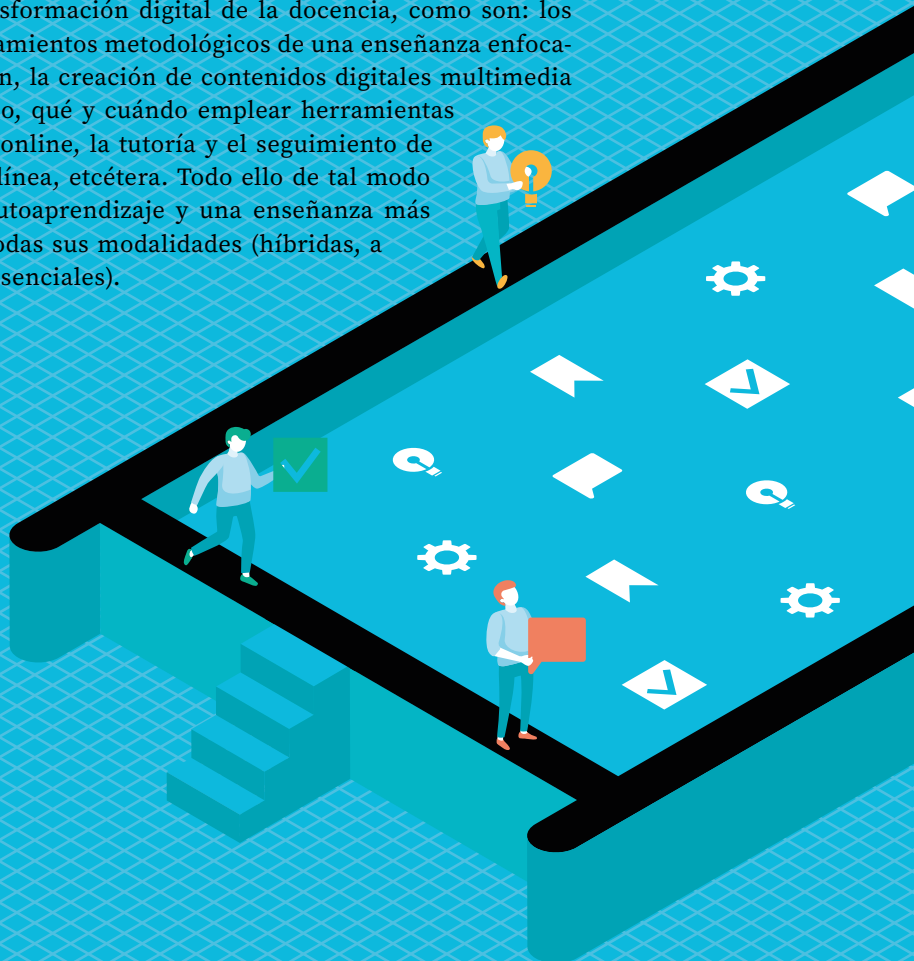 sformación digital de la docencia, como son: los
amientos metodológicos de una enseñanza enfoca-
n, la creación de contenidos digitales multimedia
o, qué y cuándo emplear herramientas
online, la tutoría y el seguimiento de
línea, etcétera. Todo ello de tal modo
utoaprendizaje y una enseñanza más
odas sus modalidades (híbridas, a
senciales).